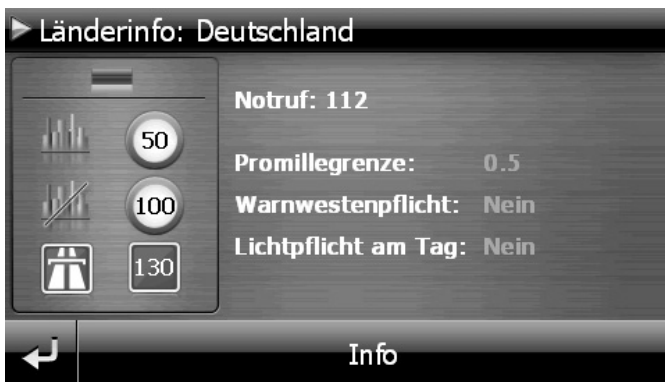 Länderinfo: Deutschland
50
100
130
Notruf: 112
Promillegrenze: 0.5
Warnwestenpflicht: Nein
Lichtpflicht am Tag: Nein
Info